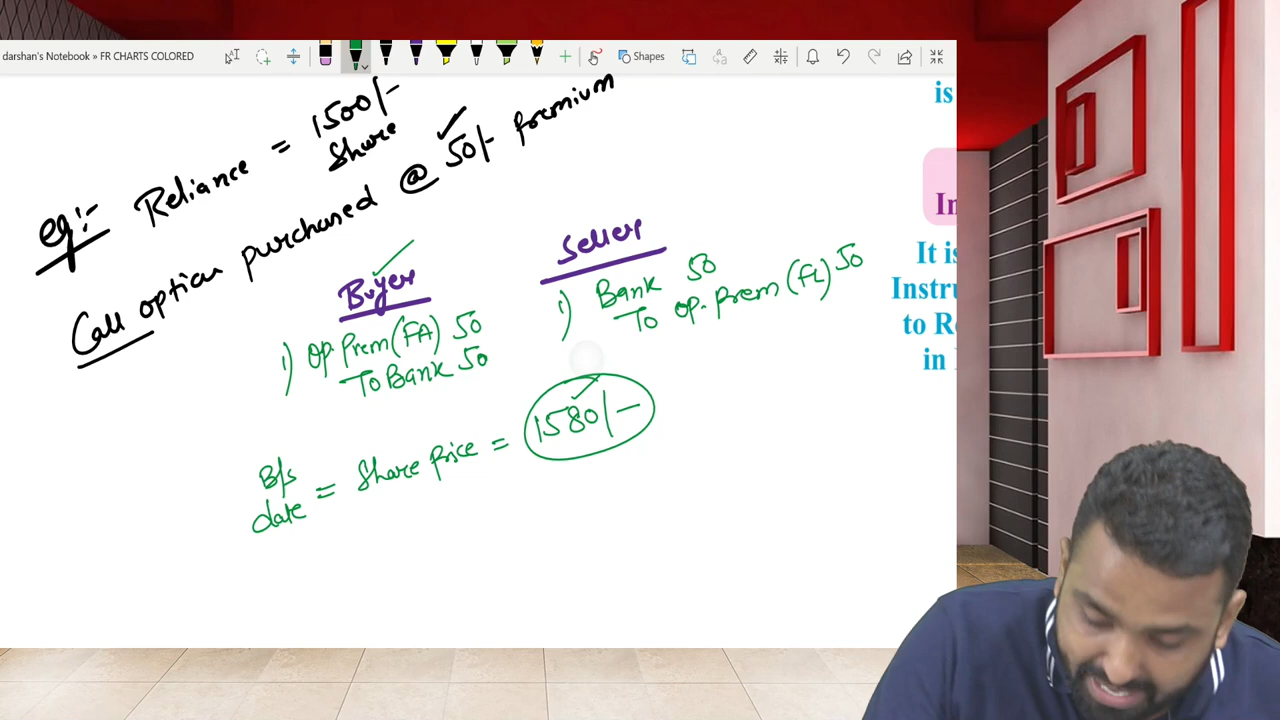 darshan's Notebook » FR CHARTS COLORED
Shapes
eg:- Reliance = 1500/-
Share
Call option purchased @ 50/- premium
Buyer
1) Op. Prem (FA) 50
To Bank 50
Seller
1) Bank 50
To Op. Prem (FL) 50
B/s
date = Share price = 1580/-
is
In
It is
Instru
to Re
in